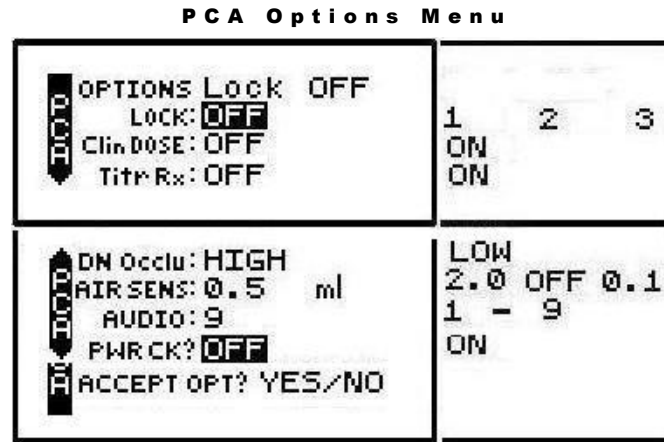 PCA Options Menu
PCA OPTIONS Lock OFF
LOCK: OFF 1 2 3
Clin DOSE: OFF ON
Titr Rx: OFF ON
PCA DN Occlu: HIGH LOW
AIR SENS: 0.5 ml 2.0 OFF 0.1
AUDIO: 9 1 - 9
PWR CK? OFF ON
ACCEPT OPT? YES/NO